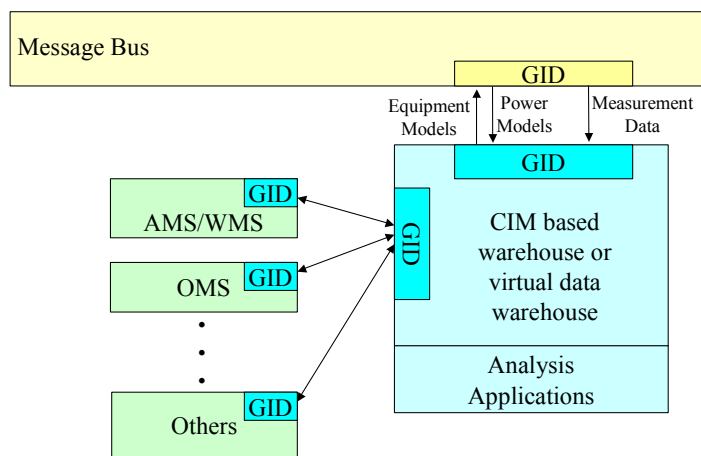 Message Bus
GID
Equipment
Models
Power
Models
Measurement
Data
GID
GID
AMS/WMS
GID
CIM based
warehouse or
virtual data
warehouse
GID
OMS
Analysis
Applications
GID
Others